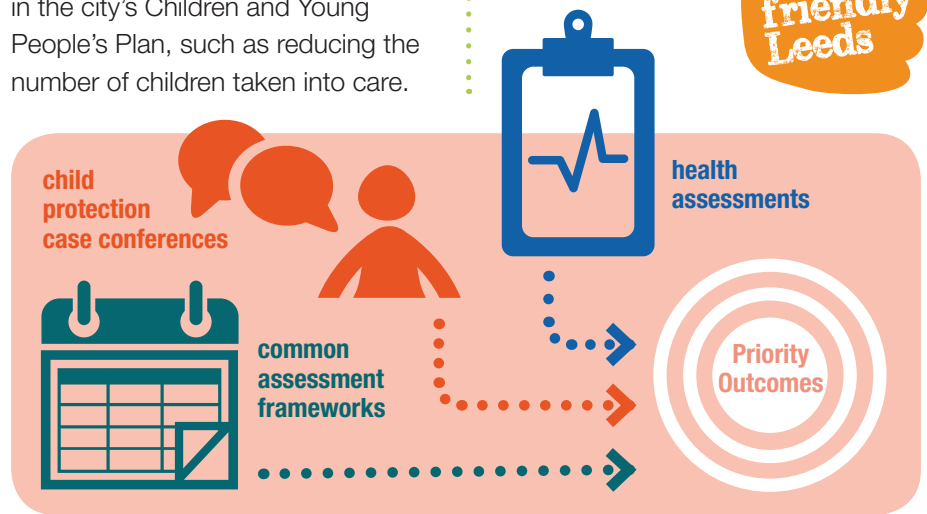 in the city’s Children and Young
People’s Plan, such as reducing the
number of children taken into care.
friendly
Leeds
child
protection
case conferences
health
assessments
common
assessment
frameworks
Priority
Outcomes